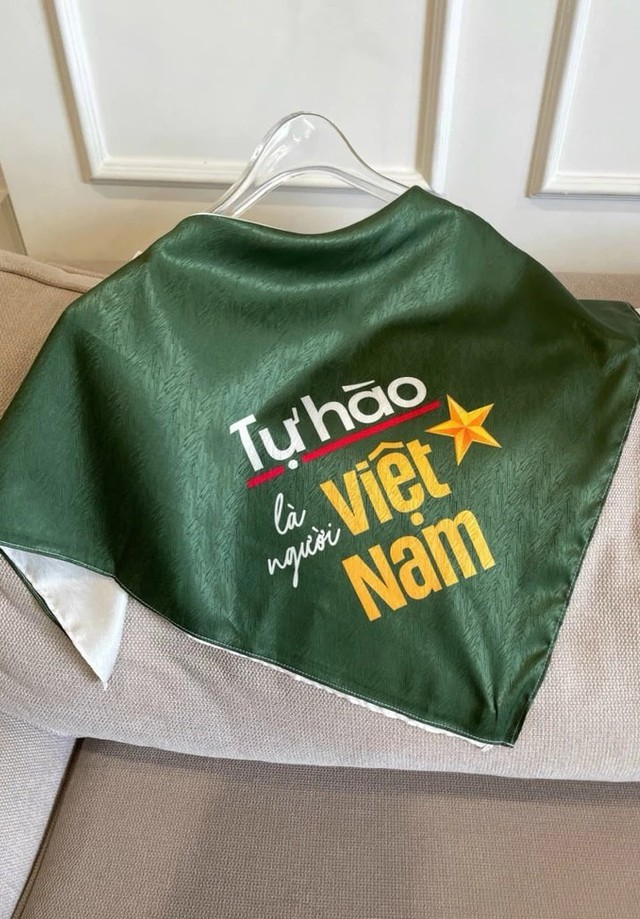 Tự hào
là người
Việt
Nam